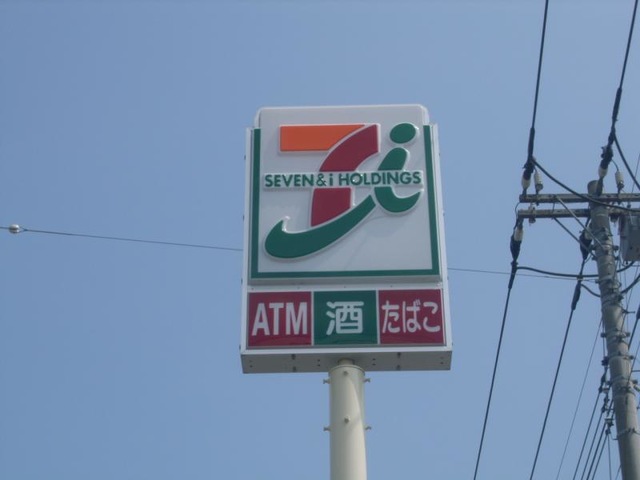 SEVEN&i HOLDINGS
ATM 酒 たばこ